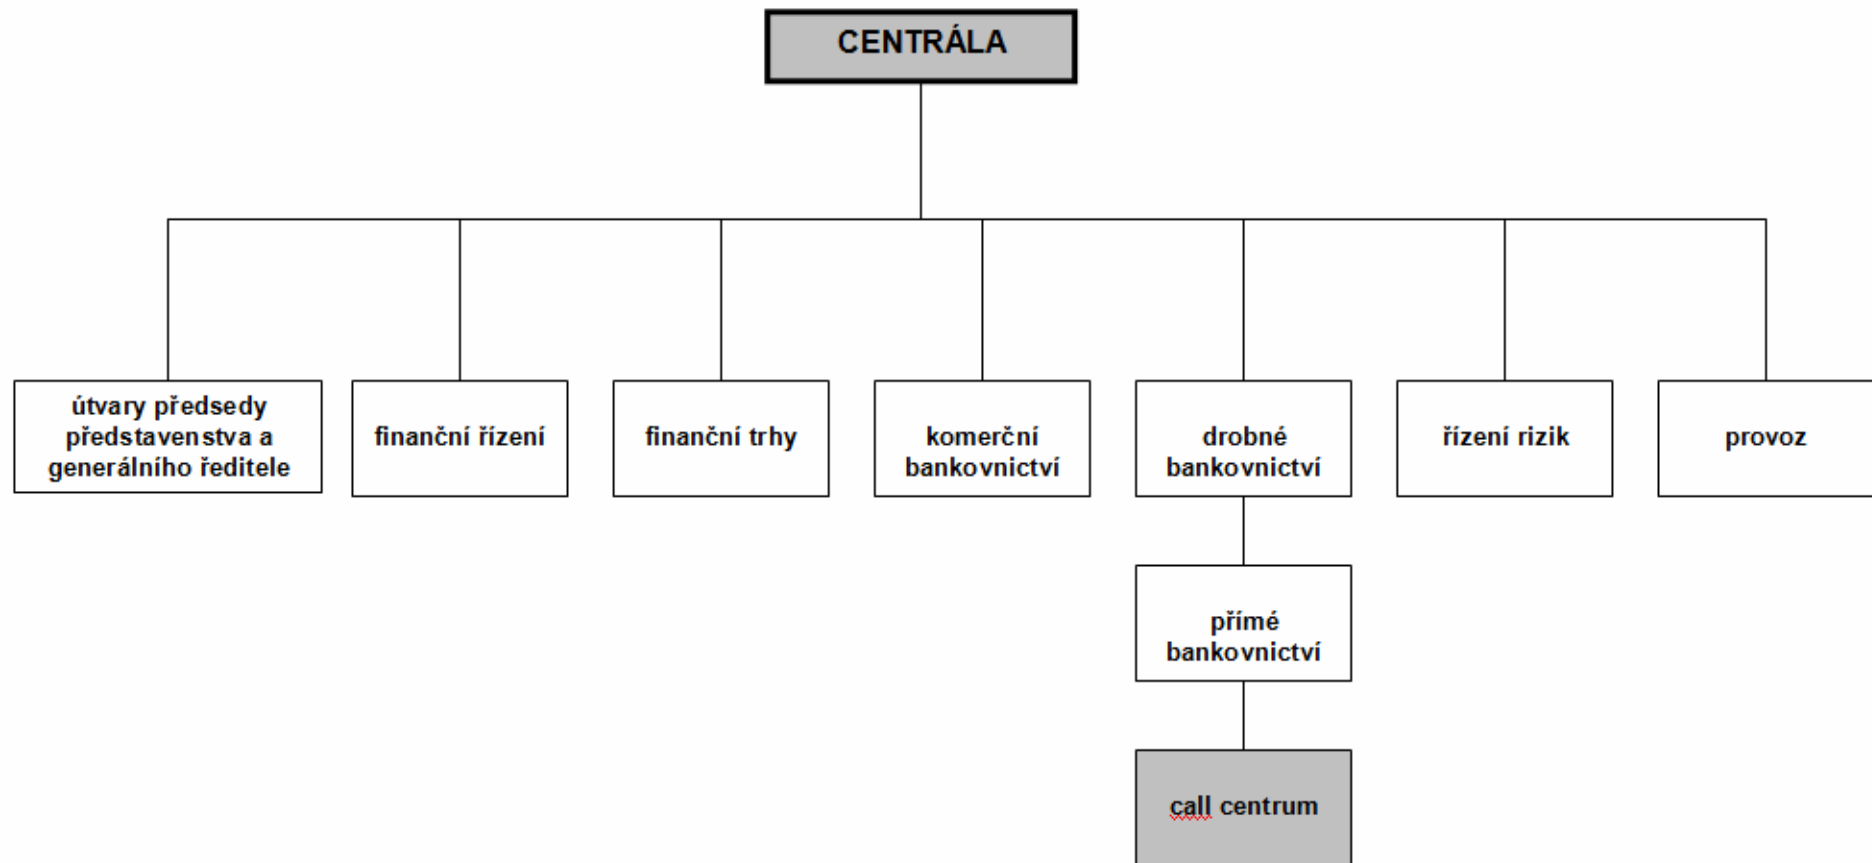 CENTRÁLA
útvary předsedy
představenstva a
generálního ředitele
finanční řízení
finanční trhy
komerční
bankovnictví
drobné
bankovnictví
řízení rizik
provoz
přímé
bankovnictví
call centrum